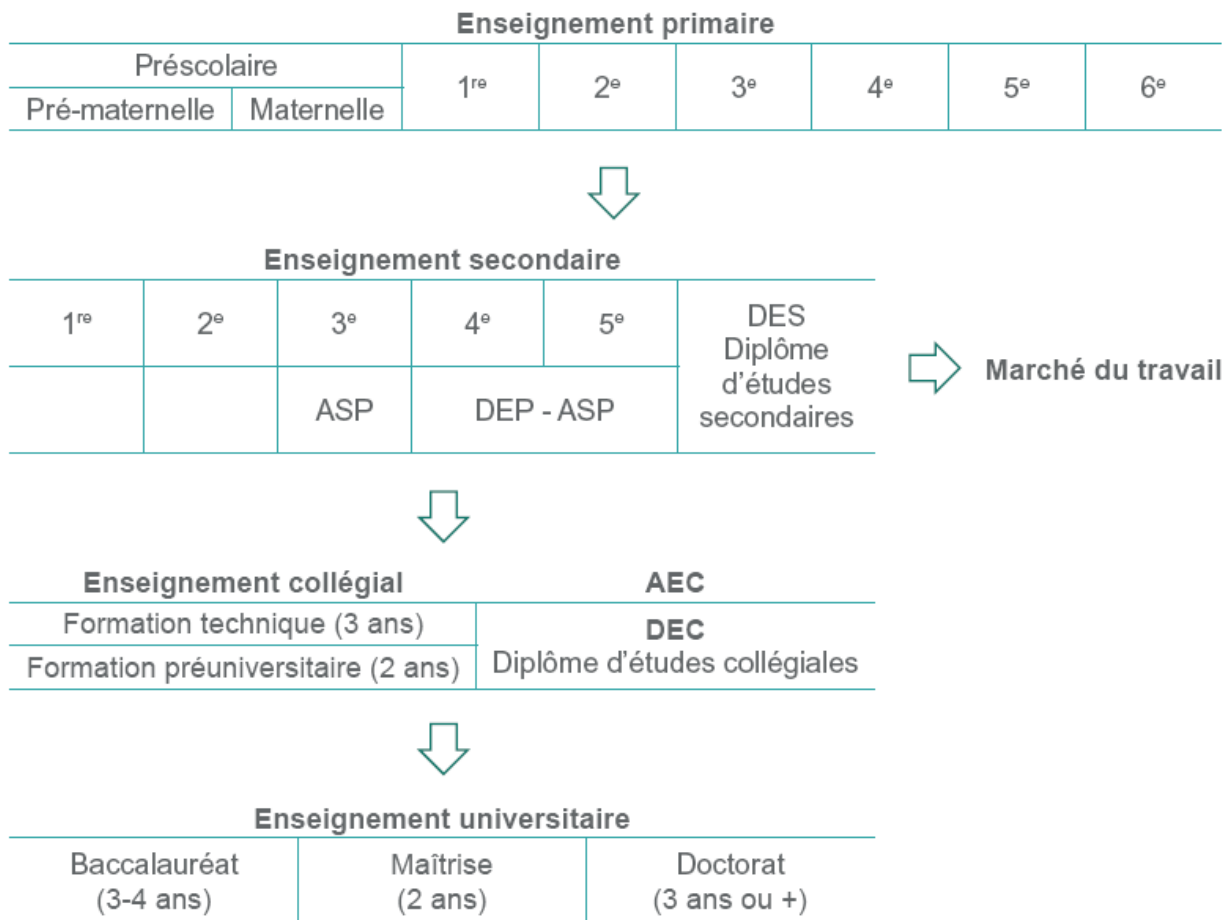 Enseignement primaire
Préscolaire
Pré-maternelle Maternelle
1re 2e 3e 4e 5e 6e
Enseignement secondaire
1re 2e 3e 4e 5e
ASP DEP - ASP
DES
Diplôme
d'études
secondaires
Marché du travail
Enseignement collégial AEC
Formation technique (3 ans)
Formation préuniversitaire (2 ans)
DEC
Diplôme d'études collégiales
Enseignement universitaire
Baccalauréat
(3-4 ans)
Maîtrise
(2 ans)
Doctorat
(3 ans ou +)